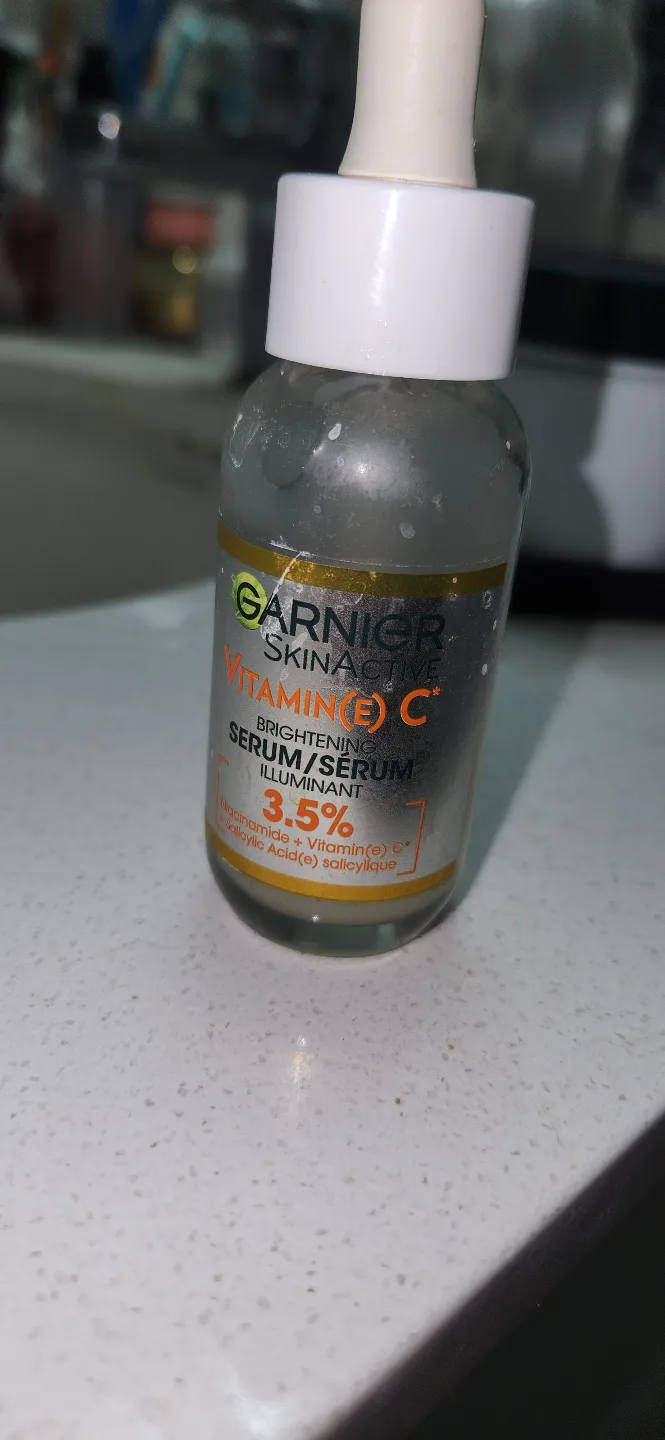 GARNIER
SKINACTIVE
VITAMIN(E) C*
BRIGHTENING
SERUM/SÉRUM
ILLUMINANT
3.5%
Niacinamide + Vitamin(e) C*
+ Salicylic Acid(e) salicylique